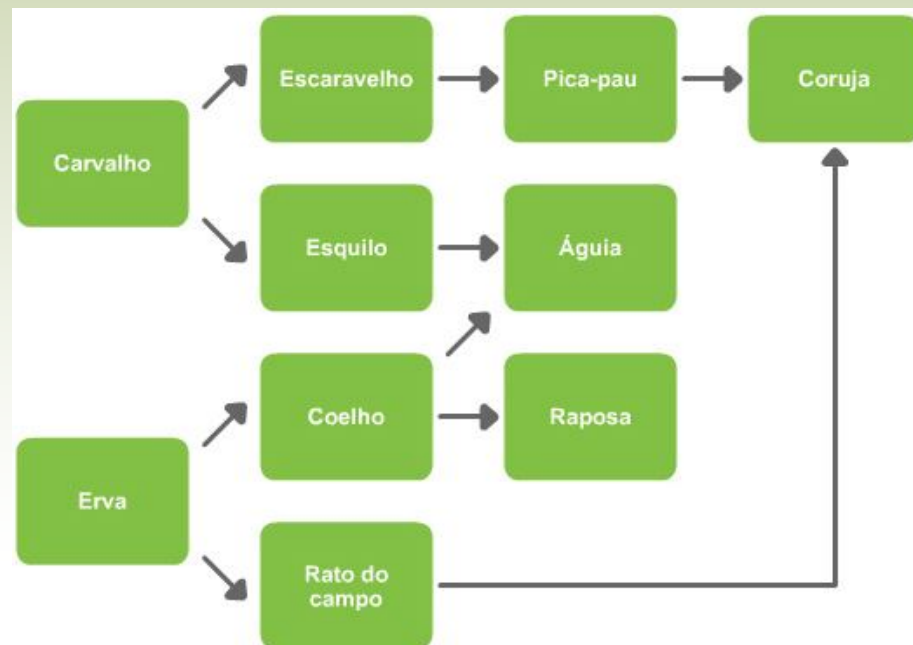 Escaravelho
Pica-pau
Coruja
Carvalho
Esquilo
Águia
Coelho
Raposa
Erva
Rato do
campo